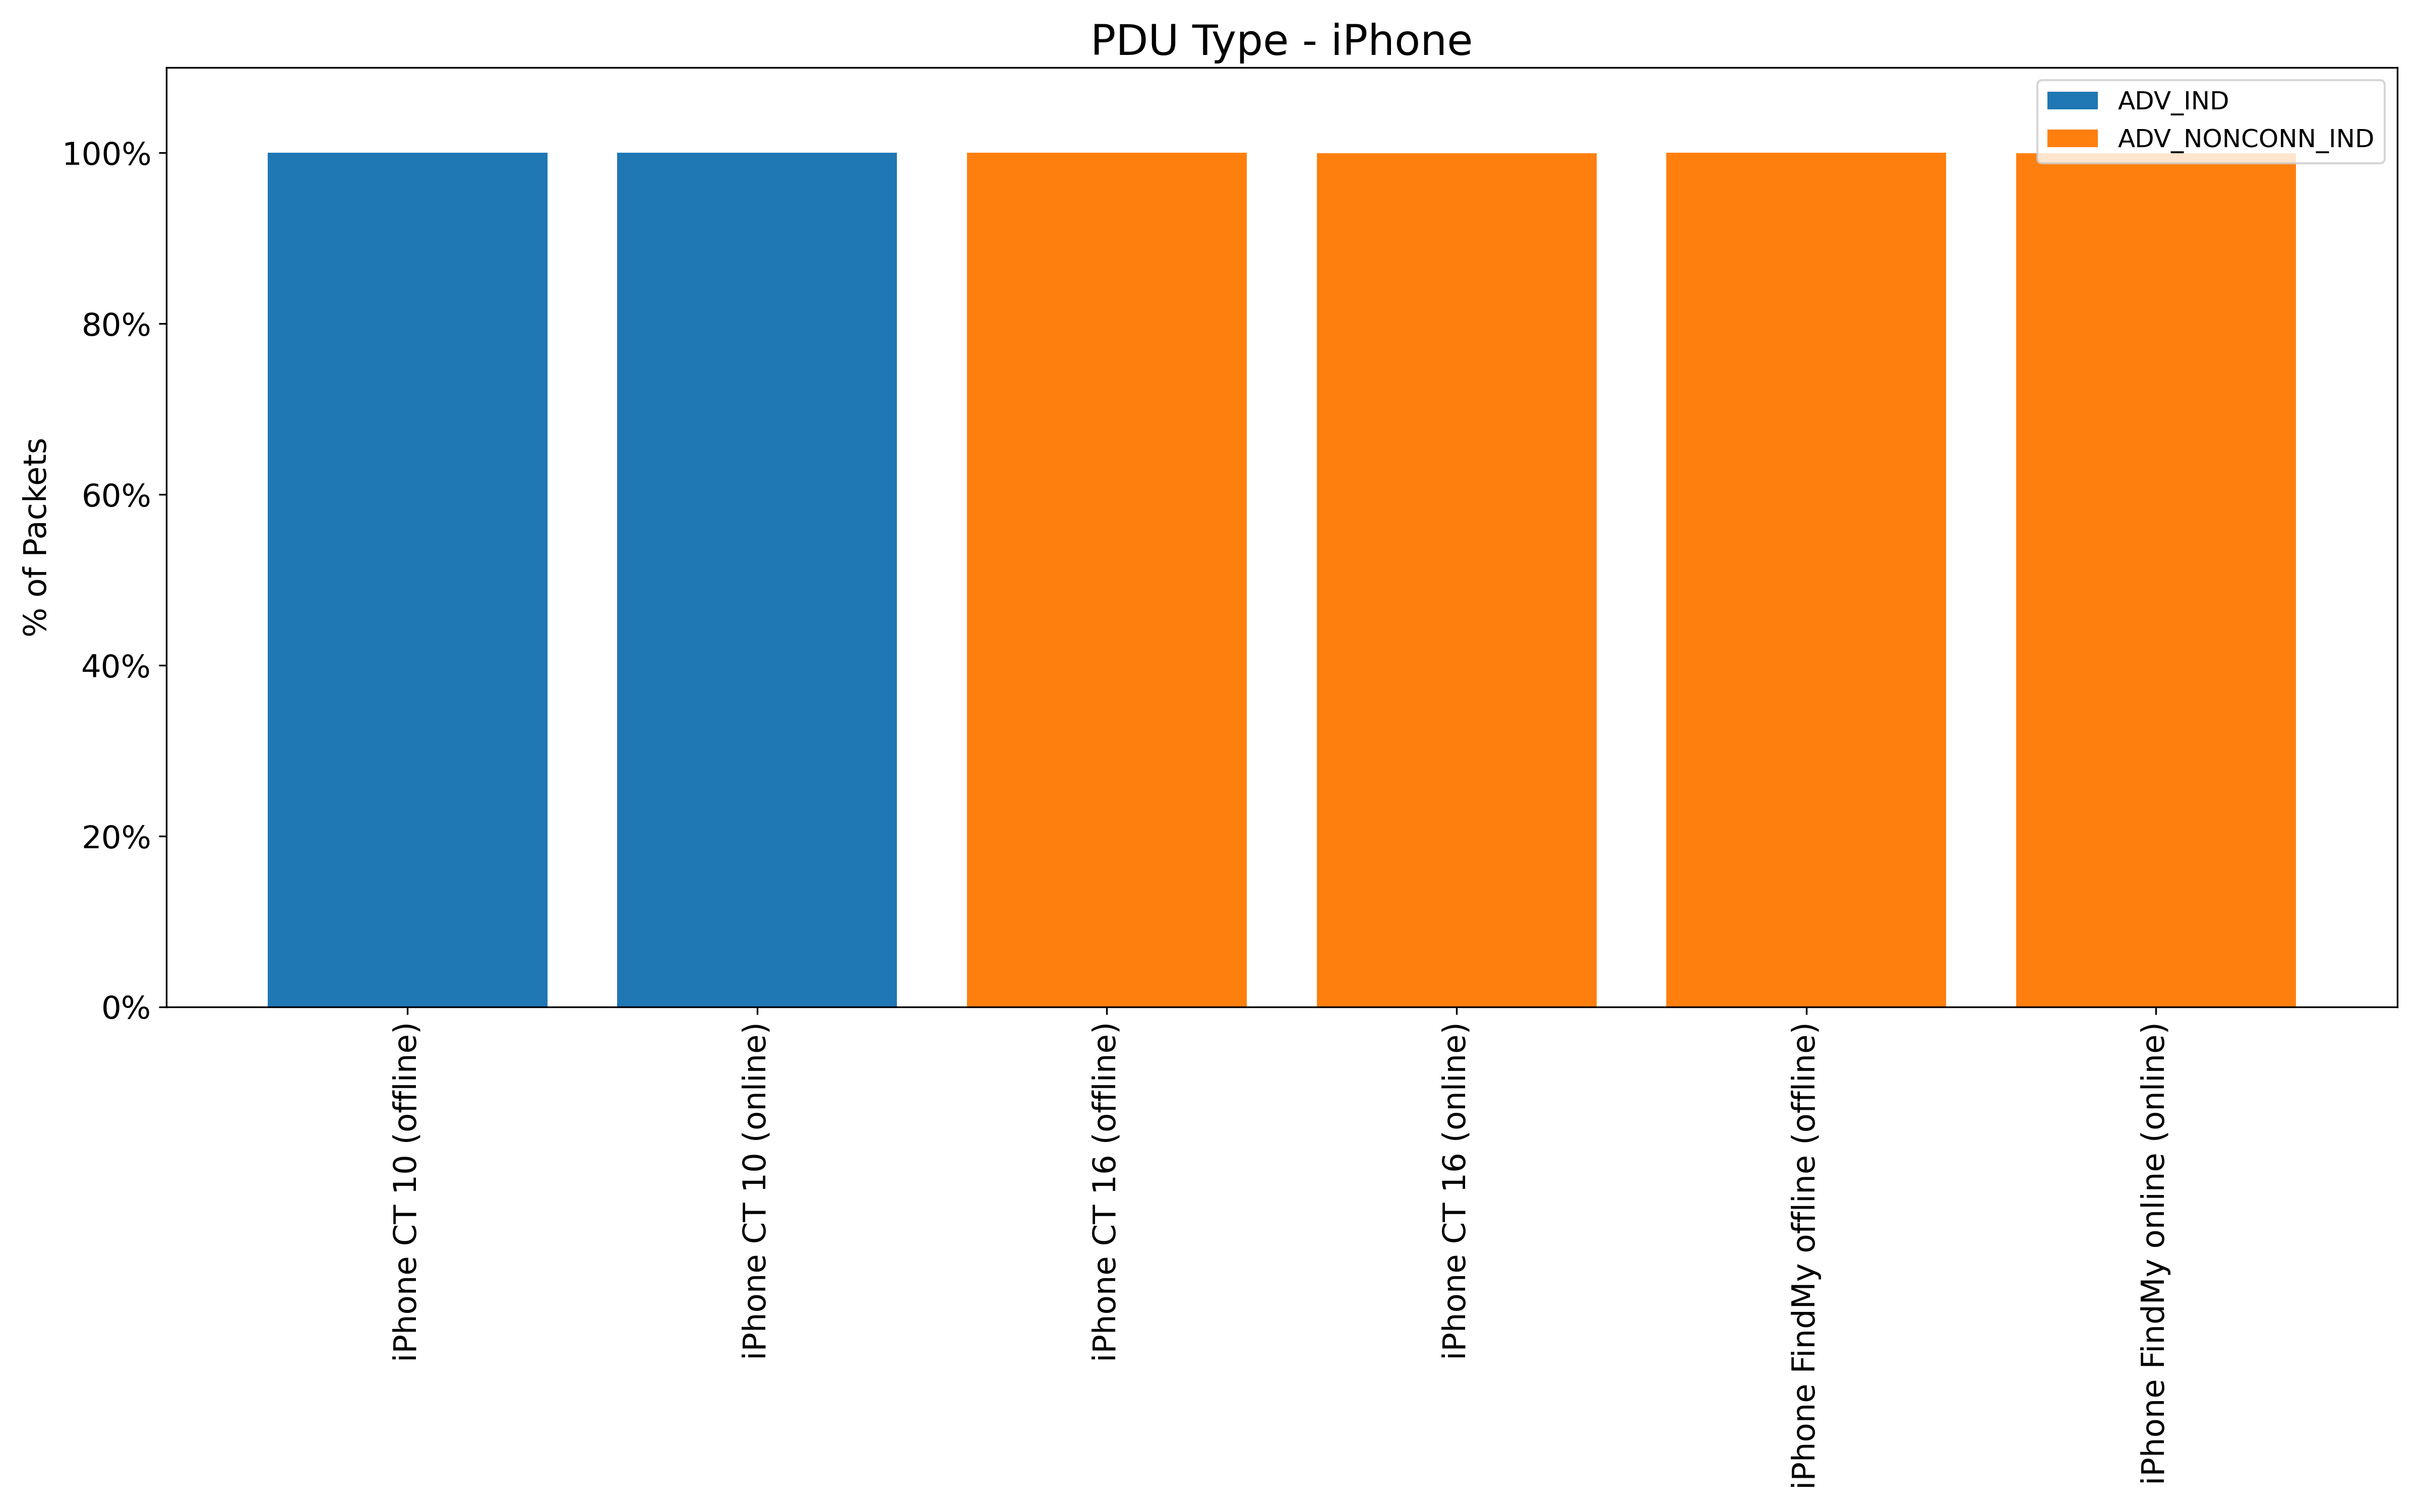 PDU Type - iPhone
ADV_IND
ADV_NONCONN_IND
% of Packets
100%
80%
60%
40%
20%
0%
iPhone CT 10 (offline)
iPhone CT 10 (online)
iPhone CT 16 (offline)
iPhone CT 16 (online)
iPhone FindMy offline (offline)
iPhone FindMy online (online)